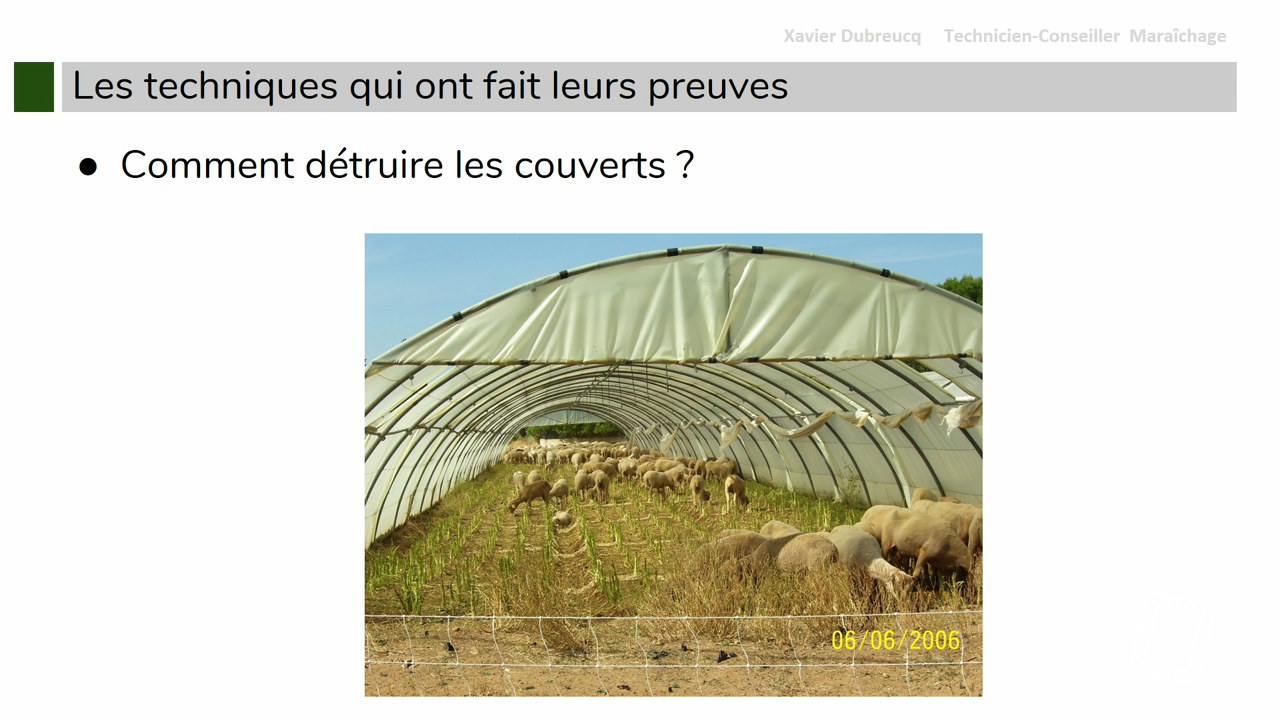 Xavier Dubreucq Technicien-Conseiller Maraîchage
Les techniques qui ont fait leurs preuves
● Comment détruire les couverts ?
06/06/2006